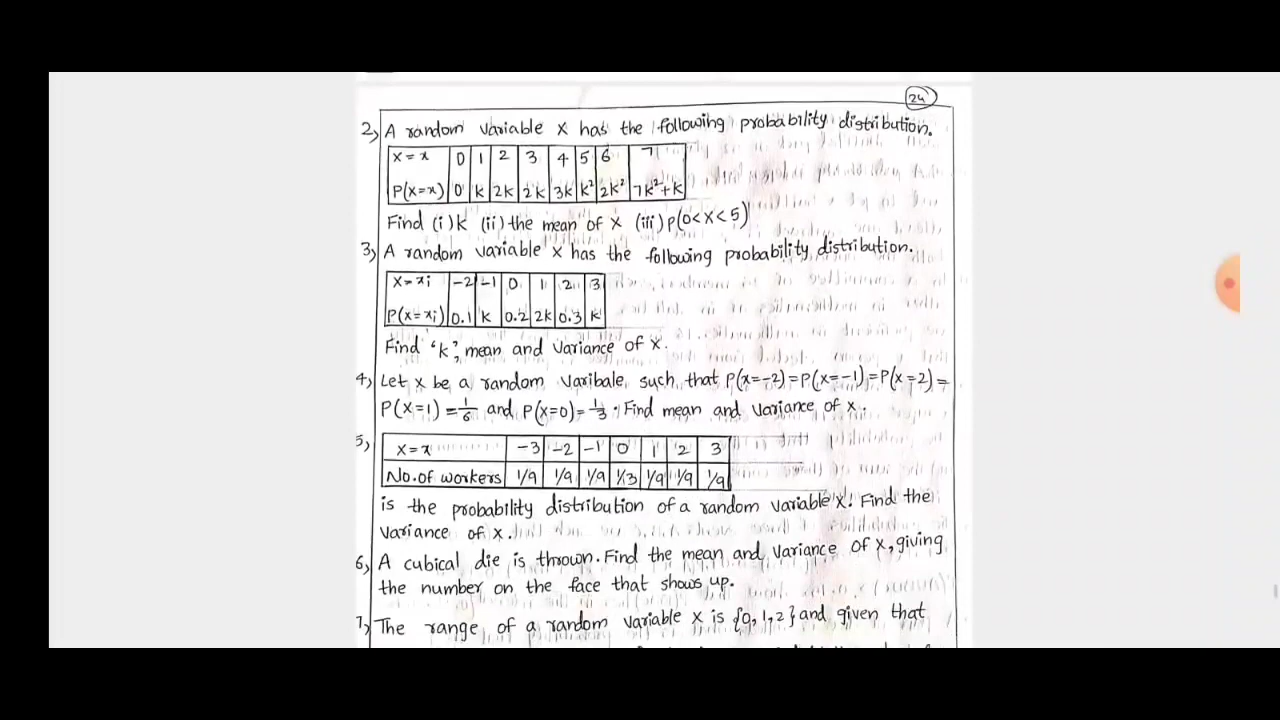 24
2) A random variable X has the following probability distribution.
X=x 0 1 2 3 4 5 6 7
P(X=x) 0 k 2k 2k 3k k² 2k² 7k²+k
Find (i) k (ii) the mean of X (iii) P(0<X<5)
3) A random variable X has the following probability distribution.
X=xi -2 -1 0 1 2 3
P(X=xi) 0.1 k 0.2 2k 0.3 k
Find 'k', mean and variance of X.
4) Let X be a random varibale such that P(X=-2)=P(X=-1)=P(X=2)=
P(X=1)=1/6 and P(X=0)=1/3. Find mean and variance of X.
5) X=x -3 -2 -1 0 1 2 3
No.of workers 1/9 1/9 1/9 1/3 1/9 1/9 1/9
is the probability distribution of a random variable X. Find the
variance of X.
6) A cubical die is thrown. Find the mean and variance of X, giving
the number on the face that shows up.
7) The range of a random variable X is {0,1,2} and given that